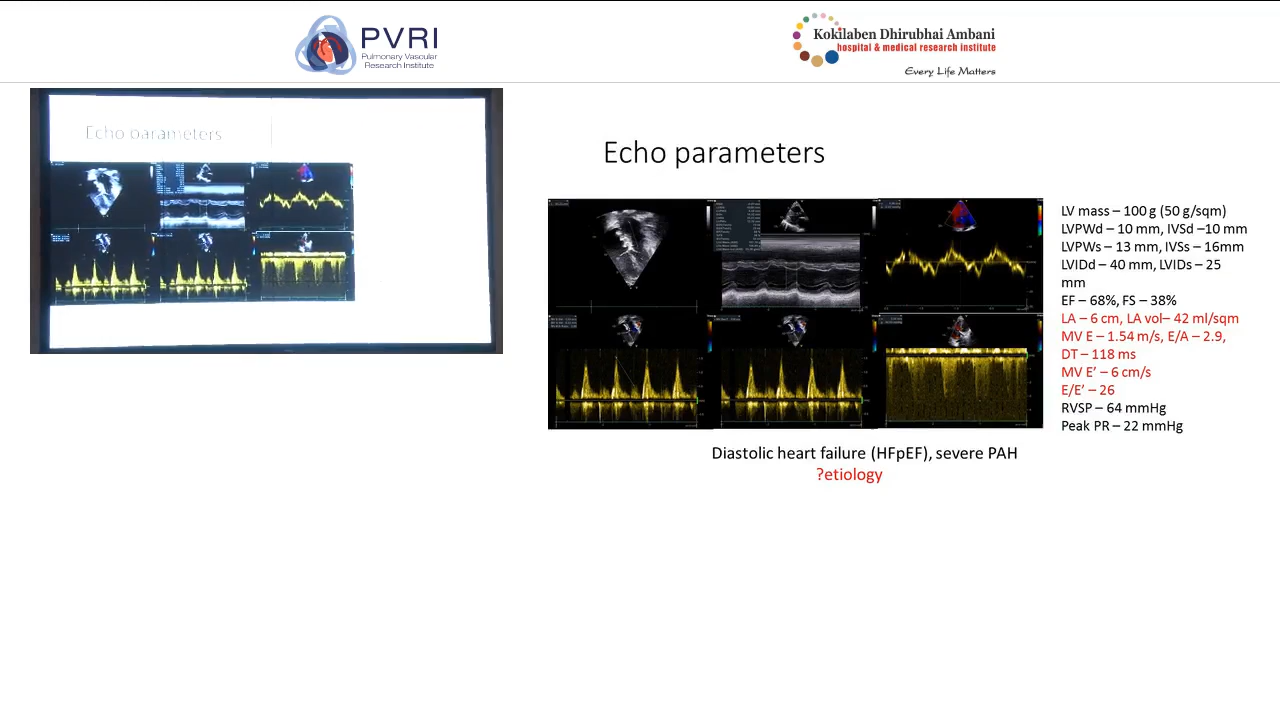 PVRI
Pulmonary Vascular
Research Institute
Kokilaben Dhirubhai Ambani
hospital & medical research institute
Every Life Matters
Echo parameters
Echo parameters
LV mass – 100 g (50 g/sqm)
LVPWd – 10 mm, IVSd –10 mm
LVPWs – 13 mm, IVSs – 16mm
LVIDd – 40 mm, LVIDs – 25
mm
EF – 68%, FS – 38%
LA – 6 cm, LA vol– 42 ml/sqm
MV E – 1.54 m/s, E/A – 2.9,
DT – 118 ms
MV E’ – 6 cm/s
E/E’ – 26
RVSP – 64 mmHg
Peak PR – 22 mmHg
Diastolic heart failure (HFpEF), severe PAH
?etiology